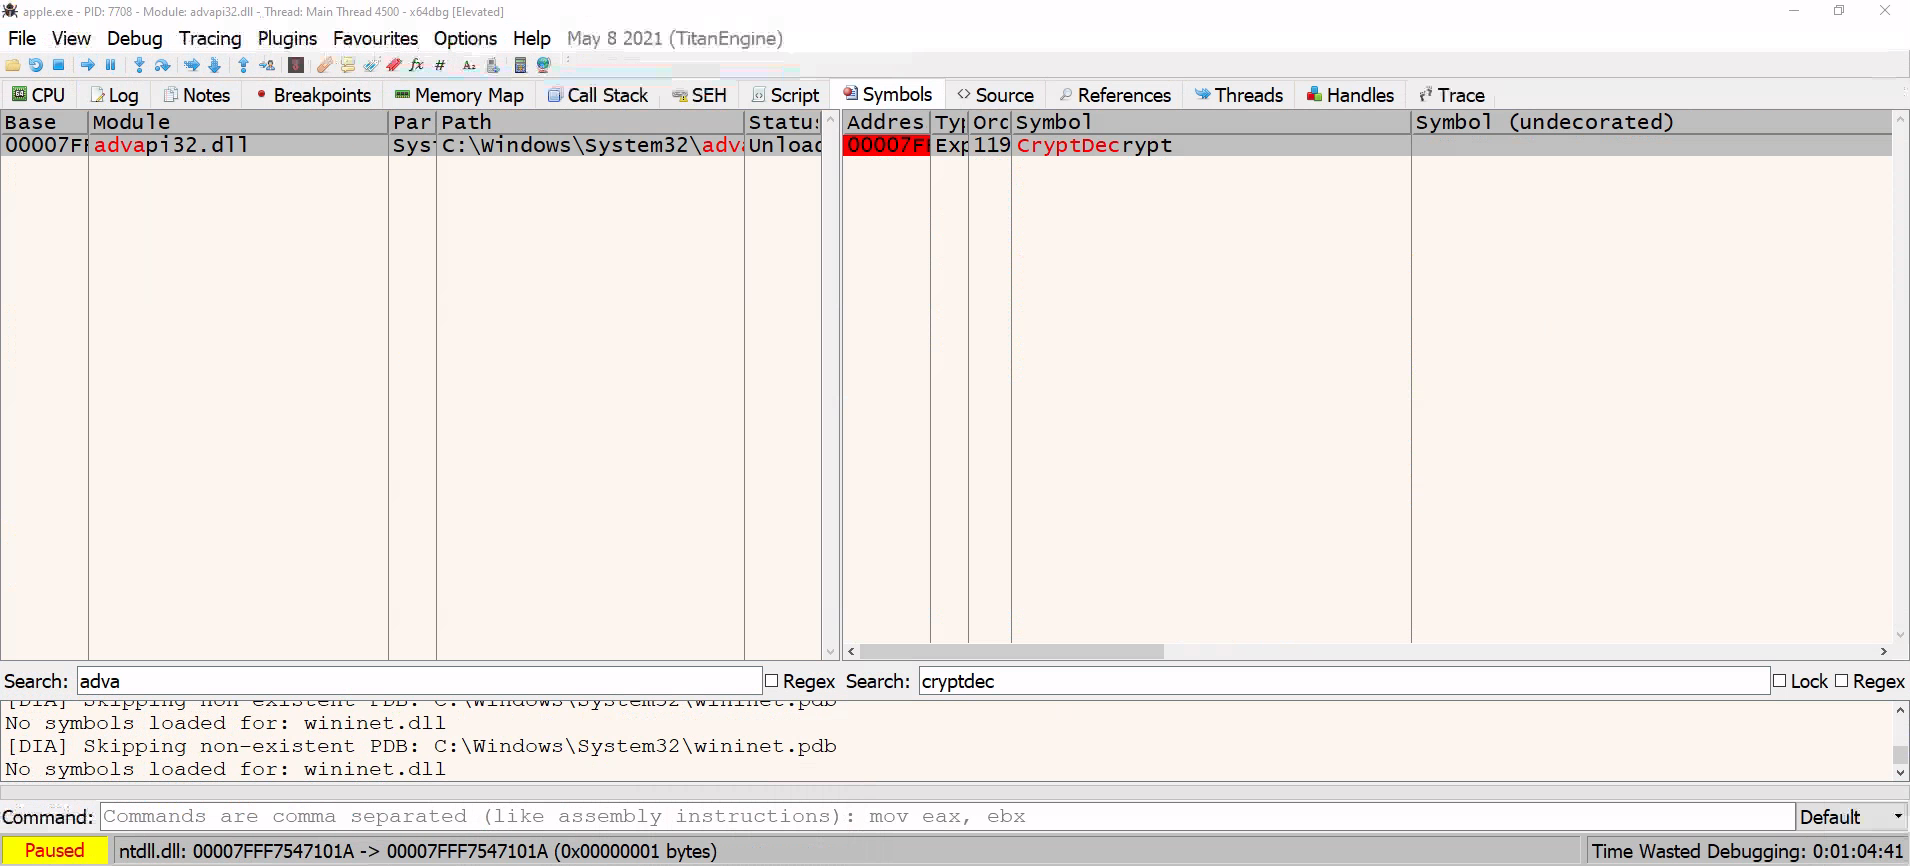 apple.exe - PID: 7708 - Module: advapi32.dll - Thread: Main Thread 4500 - x64dbg [Elevated]
File View Debug Tracing Plugins Favourites Options Help May 8 2021 (TitanEngine)
CPU Log Notes Breakpoints Memory Map Call Stack SEH Script Symbols Source References Threads Handles Trace
Base Module Par Path Statu: Addres Typ Orc Symbol Symbol (undecorated)
00007FF advapi32.dll Syst C:\Windows\System32\adva Unload 00007FF Exp 119 CryptDecrypt
Search: adva Regex Search: cryptdec Lock Regex
[DIA] Skipping non-existent PDB: C:\Windows\System32\wininet.pdb
No symbols loaded for: wininet.dll
[DIA] Skipping non-existent PDB: C:\Windows\System32\wininet.pdb
No symbols loaded for: wininet.dll
Command: Commands are comma separated (like assembly instructions): mov eax, ebx Default
Paused ntdll.dll: 00007FFF7547101A -> 00007FFF7547101A (0x00000001 bytes) Time Wasted Debugging: 0:01:04:41